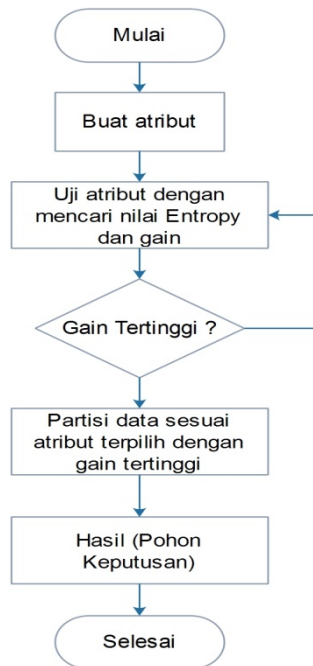 Mulai
Buat atribut
Uji atribut dengan
mencari nilai Entropy
dan gain
Gain Tertinggi ?
Partisi data sesuai
atribut terpilih dengan
gain tertinggi
Hasil (Pohon
Keputusan)
Selesai